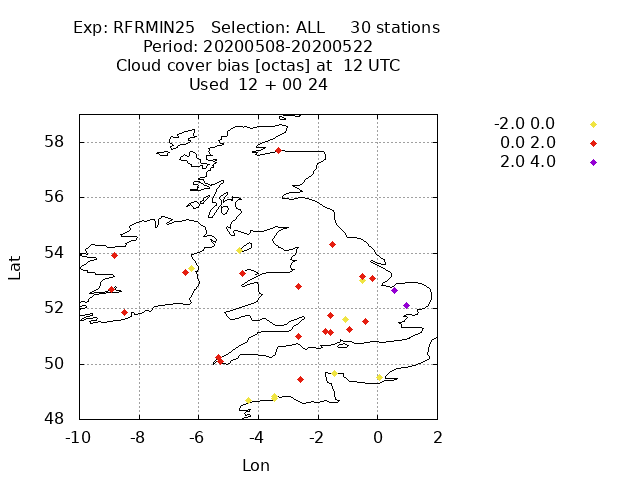 Exp: RFRMIN25   Selection: ALL     30 stations
Period: 20200508-20200522
Cloud cover bias [octas] at  12 UTC
Used  12 + 00 24
-2.0 0.0
0.0 2.0
2.0 4.0
58
56
54
52
50
48
Lat
-10 -8 -6 -4 -2 0 2
Lon